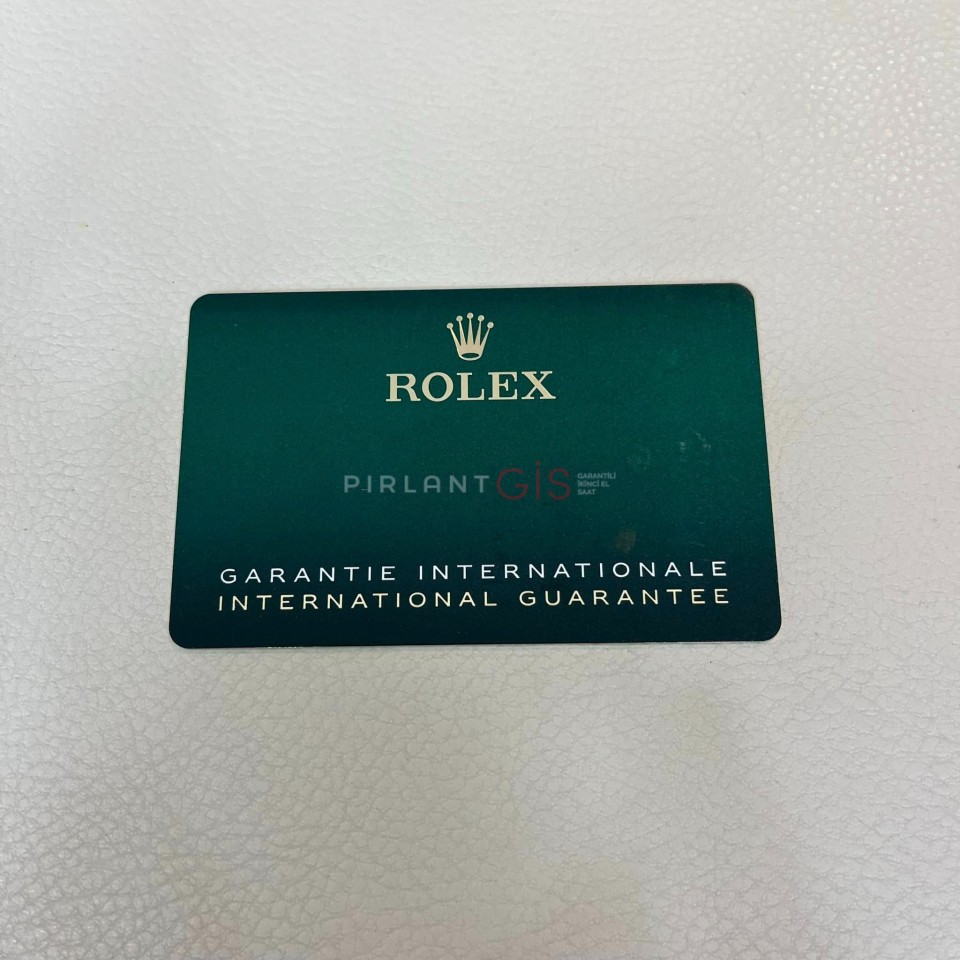 ROLEX
PIRLANTGİS
GARANTİLİ
İKİNCİ EL
SAAT
GARANTIE INTERNATIONALE
INTERNATIONAL GUARANTEE